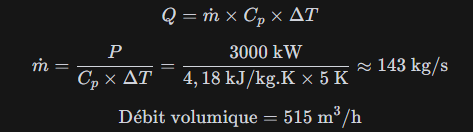 Q = ṁ × C_p × ΔT
ṁ = P / (C_p × ΔT) = 3000 kW / (4,18 kJ/kg.K × 5 K) ≈ 143 kg/s
Débit volumique = 515 m³/h